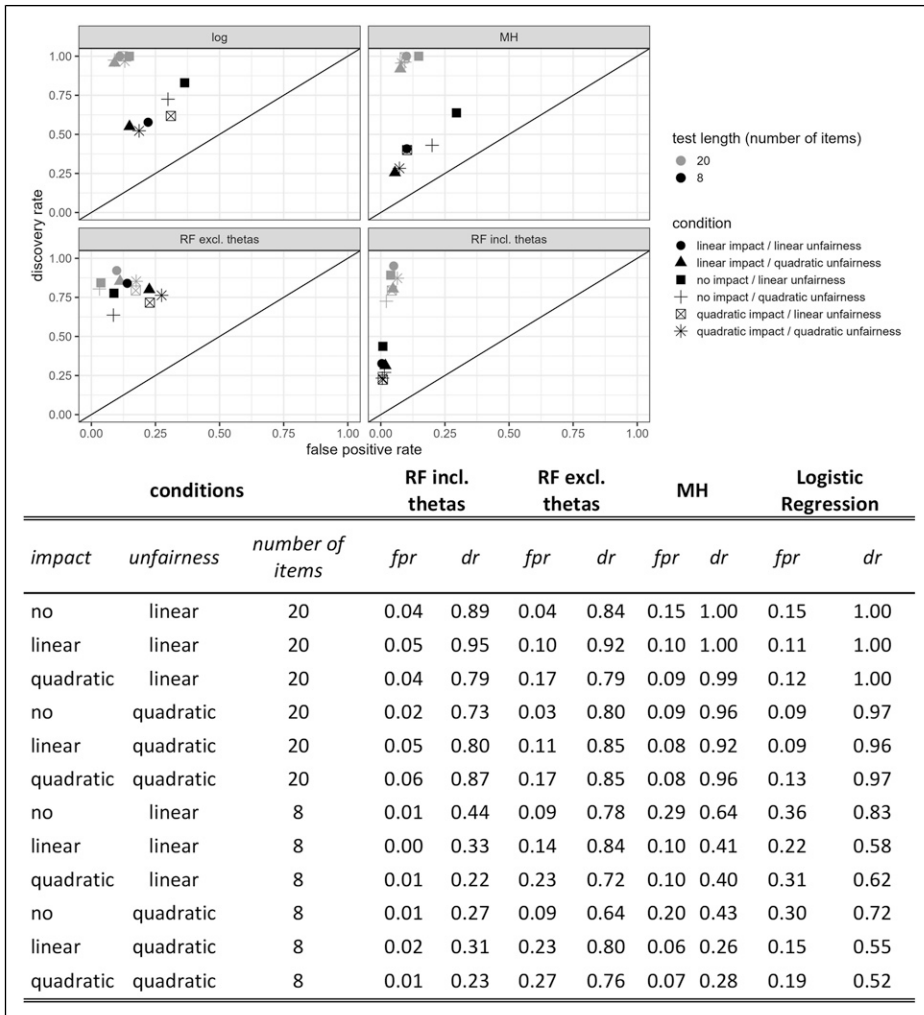 log
MH
1.00
0.75
0.50
0.25
0.00
RF excl. thetas
RF incl. thetas
1.00
0.75
0.50
0.25
0.00
0.00 0.25 0.50 0.75 1.00 0.00 0.25 0.50 0.75 1.00
discovery rate
false positive rate
test length (number of items)
20
8
condition
linear impact / linear unfairness
linear impact / quadratic unfairness
no impact / linear unfairness
no impact / quadratic unfairness
quadratic impact / linear unfairness
quadratic impact / quadratic unfairness
conditions RF incl. thetas RF excl. thetas MH Logistic Regression
impact unfairness number of items fpr dr fpr dr fpr dr fpr dr
no linear 20 0.04 0.89 0.04 0.84 0.15 1.00 0.15 1.00
linear linear 20 0.05 0.95 0.10 0.92 0.10 1.00 0.11 1.00
quadratic linear 20 0.04 0.79 0.17 0.79 0.09 0.99 0.12 1.00
no quadratic 20 0.02 0.73 0.03 0.80 0.09 0.96 0.09 0.97
linear quadratic 20 0.05 0.80 0.11 0.85 0.08 0.92 0.09 0.96
quadratic quadratic 20 0.06 0.87 0.17 0.85 0.08 0.96 0.13 0.97
no linear 8 0.01 0.44 0.09 0.78 0.29 0.64 0.36 0.83
linear linear 8 0.00 0.33 0.14 0.84 0.10 0.41 0.22 0.58
quadratic linear 8 0.01 0.22 0.23 0.72 0.10 0.40 0.31 0.62
no quadratic 8 0.01 0.27 0.09 0.64 0.20 0.43 0.30 0.72
linear quadratic 8 0.02 0.31 0.23 0.80 0.06 0.26 0.15 0.55
quadratic quadratic 8 0.01 0.23 0.27 0.76 0.07 0.28 0.19 0.52